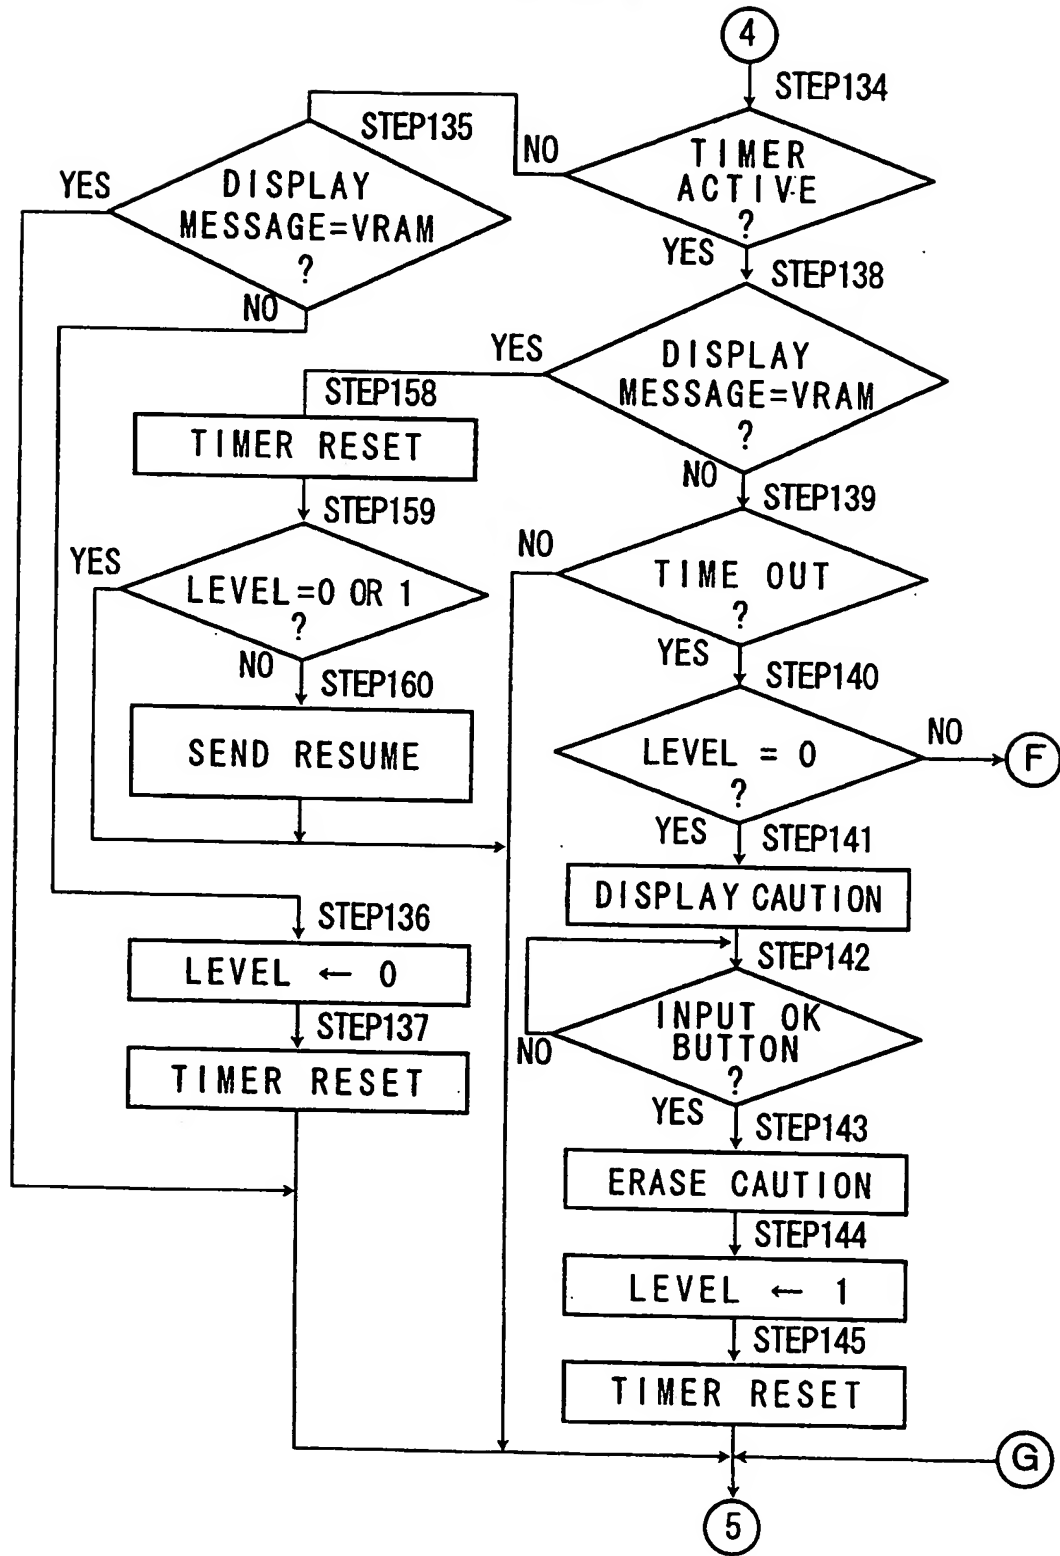 4
STEP134
TIMER
ACTIVE
?
NO
YES
STEP135
DISPLAY
MESSAGE=VRAM
?
YES
NO
STEP138
DISPLAY
MESSAGE=VRAM
?
YES
NO
STEP158
TIMER RESET
STEP159
LEVEL=0 OR 1
?
YES
NO
STEP160
SEND RESUME
STEP136
LEVEL ← 0
STEP137
TIMER RESET
STEP139
TIME OUT
?
NO
YES
STEP140
LEVEL = 0
?
NO
F
YES
STEP141
DISPLAY CAUTION
STEP142
INPUT OK
BUTTON
?
NO
YES
STEP143
ERASE CAUTION
STEP144
LEVEL ← 1
STEP145
TIMER RESET
G
5